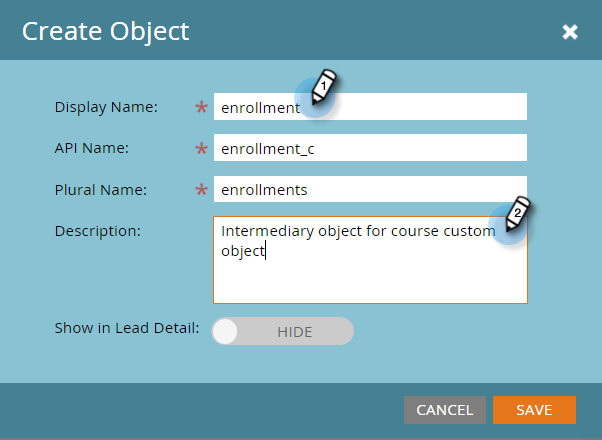 Create Object
Display Name: * enrollment 1
API Name: * enrollment_c
Plural Name: * enrollments
Description: Intermediary object for course custom 2
object
Show in Lead Detail: HIDE
CANCEL SAVE